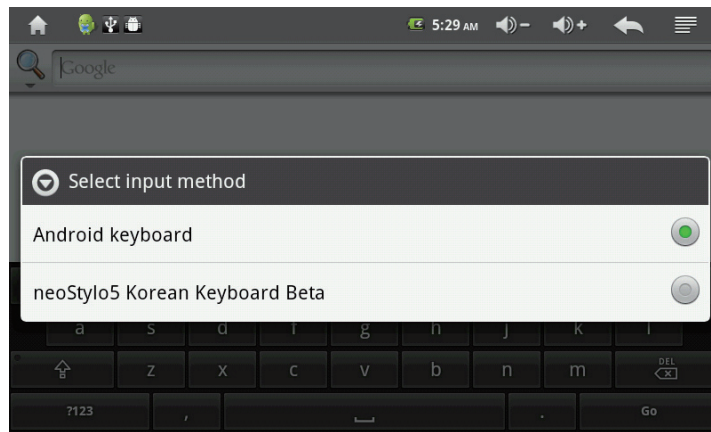 5:29 AM
Google
Select input method
Android keyboard
neoStylo5 Korean Keyboard Beta
a s d f g h j k l
z x c v b n m DEL
?123 , . Go